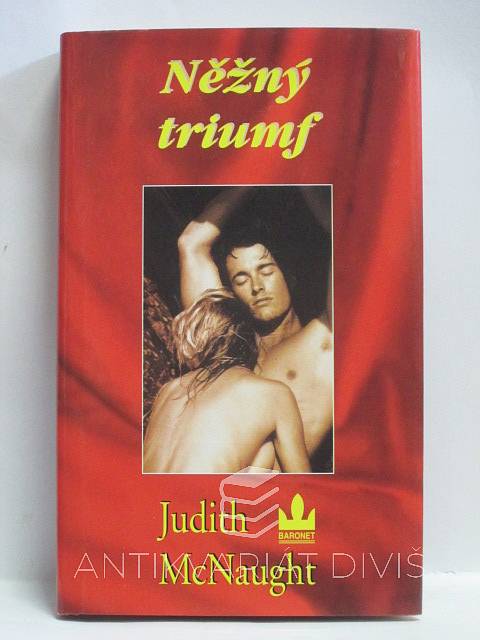 Něžný
triumf
Judith
BARONET
McNaught
ANTIKVARIÁT DIVIŠ